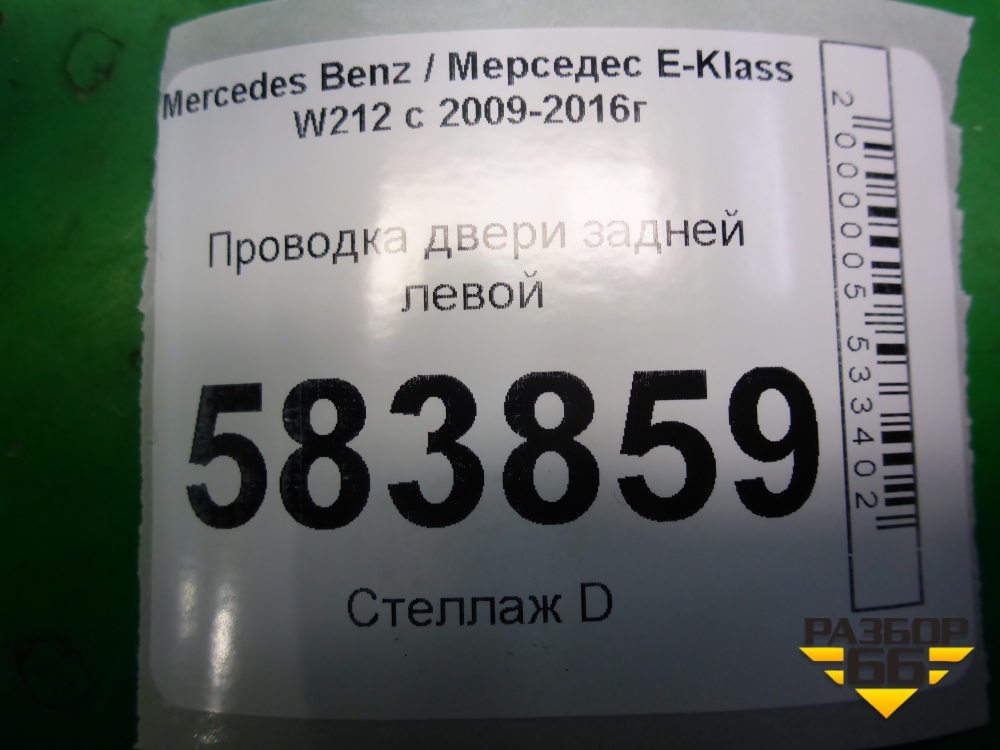 Mercedes Benz / Мерседес E-Klass
W212 с 2009-2016г
Проводка двери задней
левой
583859
Стеллаж D
2000005533402
РАЗБОР
66